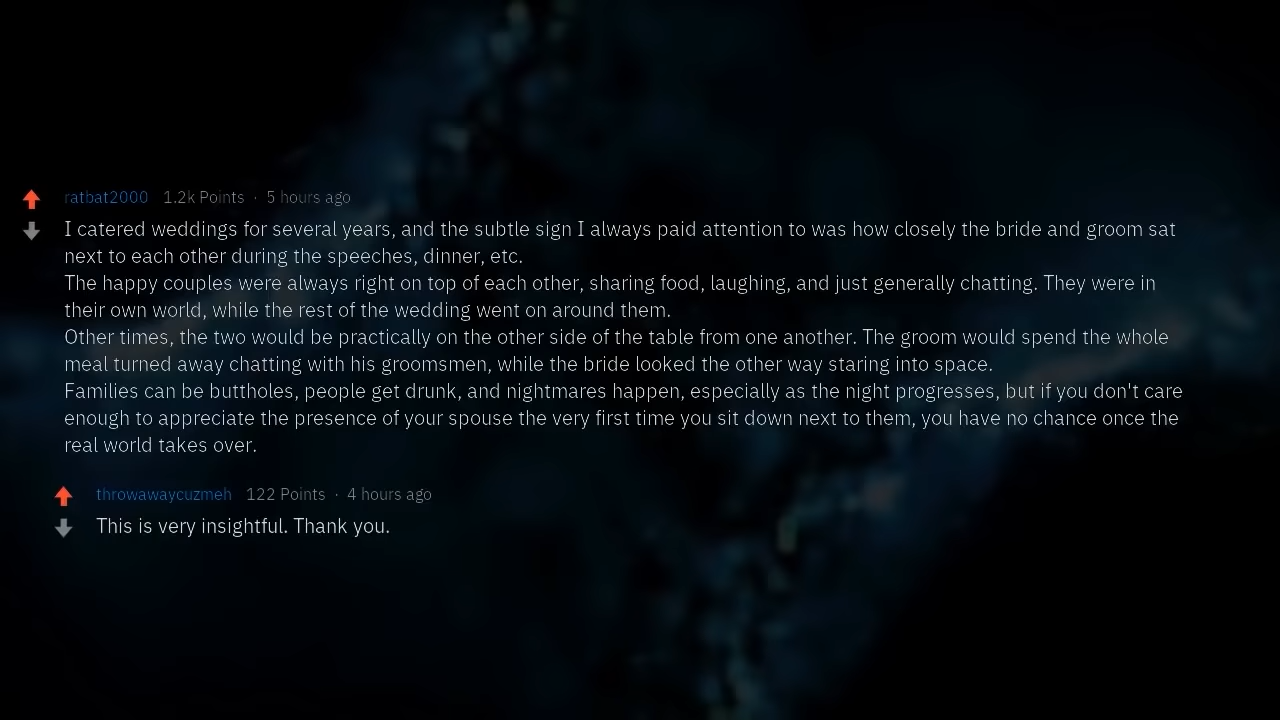 ratbat2000 1.2k Points · 5 hours ago
I catered weddings for several years, and the subtle sign I always paid attention to was how closely the bride and groom sat
next to each other during the speeches, dinner, etc.
The happy couples were always right on top of each other, sharing food, laughing, and just generally chatting. They were in
their own world, while the rest of the wedding went on around them.
Other times, the two would be practically on the other side of the table from one another. The groom would spend the whole
meal turned away chatting with his groomsmen, while the bride looked the other way staring into space.
Families can be buttholes, people get drunk, and nightmares happen, especially as the night progresses, but if you don't care
enough to appreciate the presence of your spouse the very first time you sit down next to them, you have no chance once the
real world takes over.
throwawaycuzmeh 122 Points · 4 hours ago
This is very insightful. Thank you.